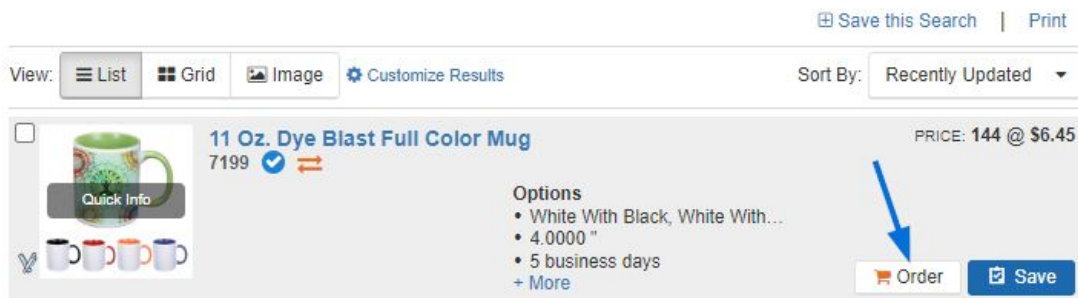 Save this Search | Print
View: List Grid Image Customize Results Sort By: Recently Updated
11 Oz. Dye Blast Full Color Mug PRICE: 144 @ $6.45
7199
Quick Info
Options
• White With Black, White With...
• 4.0000 "
• 5 business days
+ More
Order Save